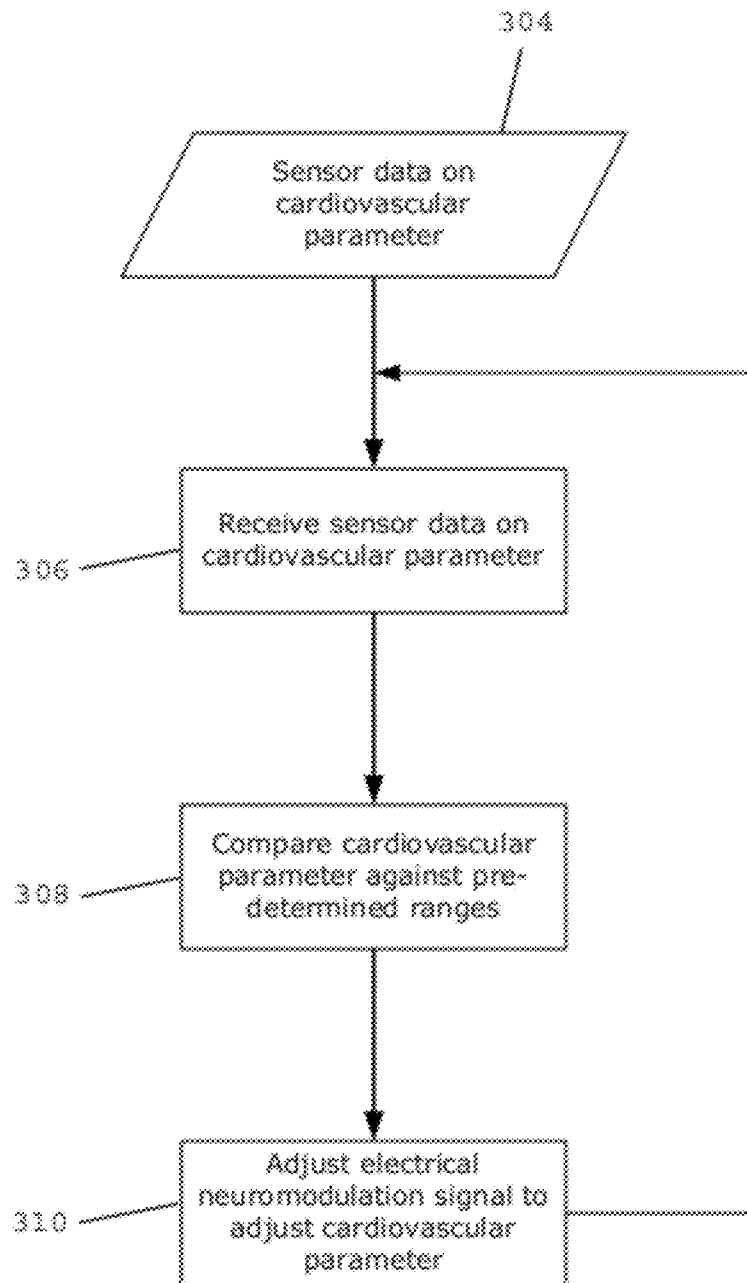 304
Sensor data on
cardiovascular
parameter
Receive sensor data on
cardiovascular parameter
306
Compare cardiovascular
parameter against pre-
determined ranges
308
Adjust electrical
neuromodulation signal to
adjust cardiovascular
parameter
310